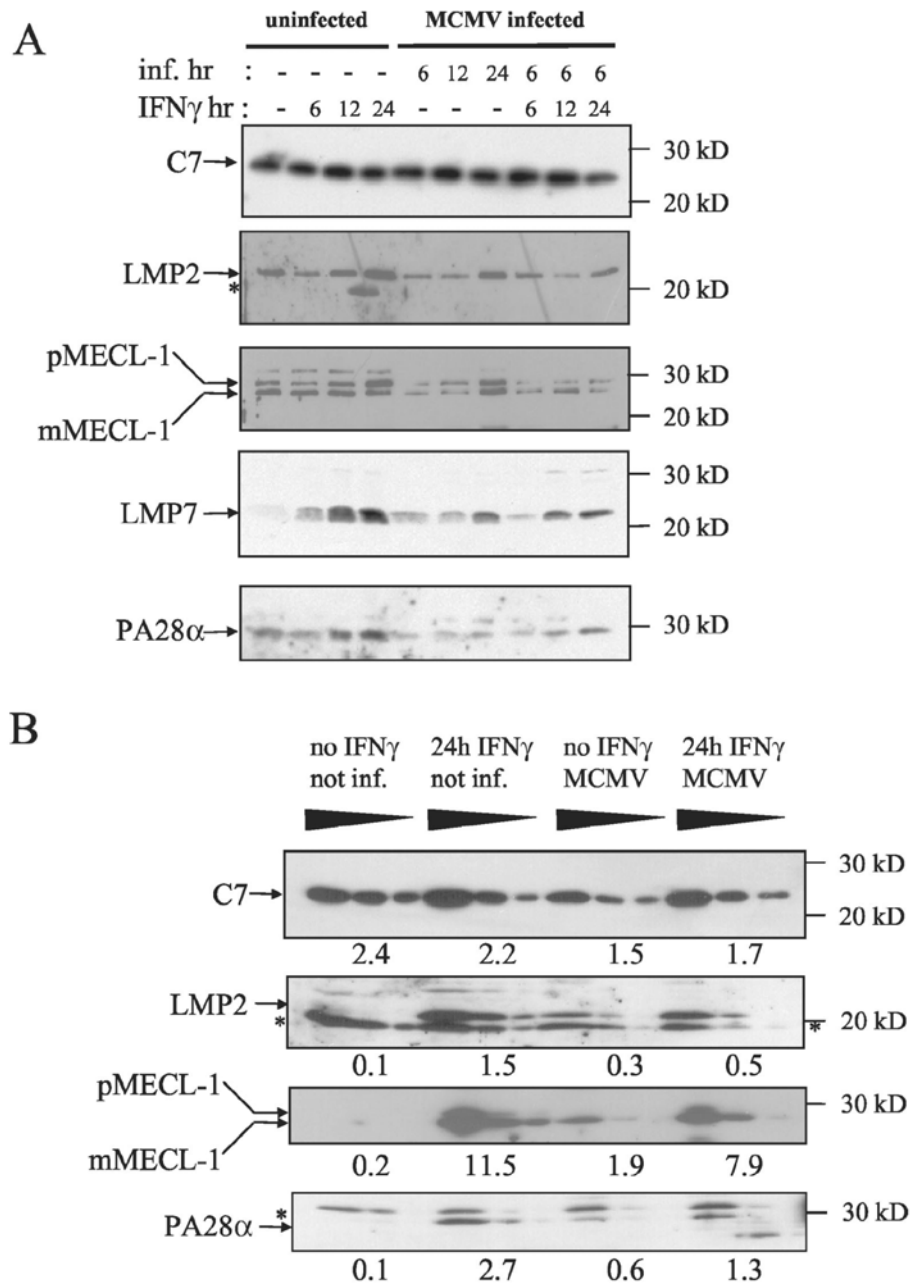 A
uninfected MCMV infected
inf. hr : - - - - 6 12 24 6 6 6
IFNγ hr : - 6 12 24 - - - 6 12 24
C7
30 kD
20 kD
LMP2
*
20 kD
pMECL-1
mMECL-1
30 kD
20 kD
LMP7
30 kD
20 kD
PA28α
30 kD
B
no IFNγ 24h IFNγ no IFNγ 24h IFNγ
not inf. not inf. MCMV MCMV
C7
30 kD
20 kD
2.4 2.2 1.5 1.7
LMP2
*
20 kD
*
0.1 1.5 0.3 0.5
pMECL-1
mMECL-1
30 kD
0.2 11.5 1.9 7.9
*
PA28α
30 kD
0.1 2.7 0.6 1.3